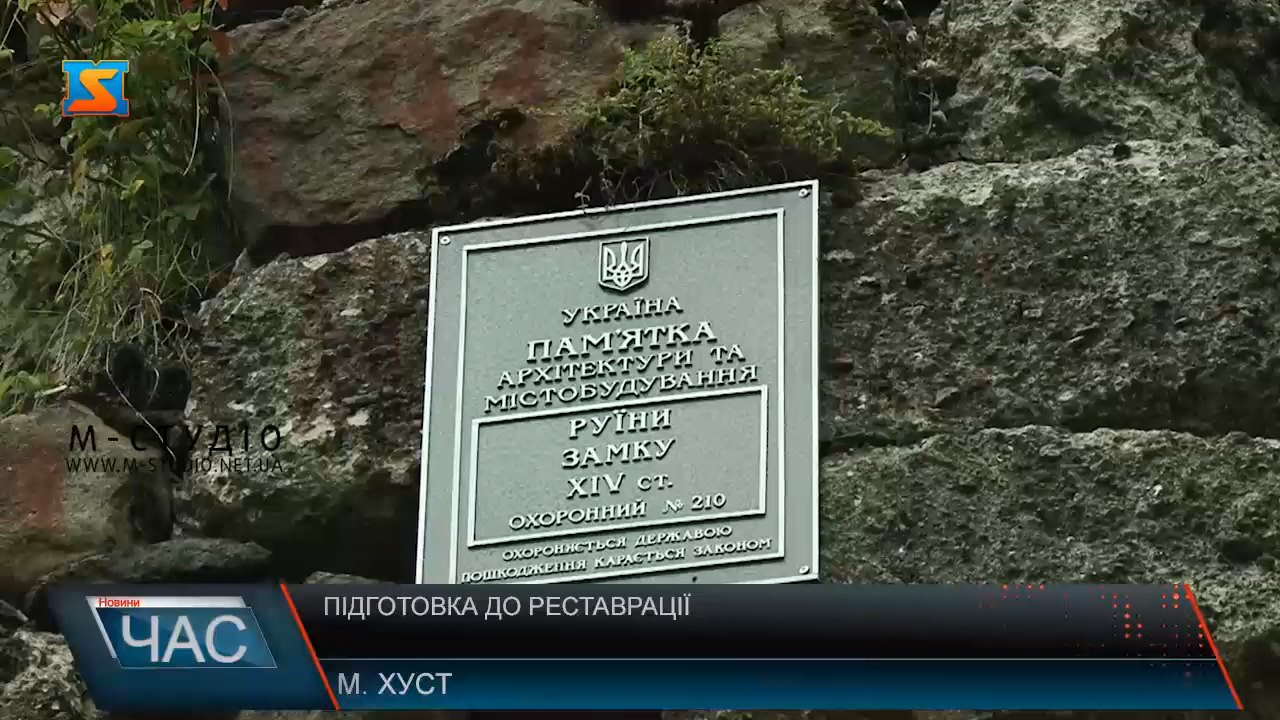 УКРАЇНА
ПАМ'ЯТКА
АРХІТЕКТУРИ ТА
МІСТОБУДУВАННЯ
РУЇНИ
ЗАМКУ
XIV ст.
ОХОРОННИЙ № 210
ОХОРОНЯЄТЬСЯ ДЕРЖАВОЮ
ПОШКОДЖЕННЯ КАРАЄТЬСЯ ЗАКОНОМ
М-СТУДІО
WWW.M-STUDIO.NET.UA
Новини
ЧАС
ПІДГОТОВКА ДО РЕСТАВРАЦІЇ
М. ХУСТ